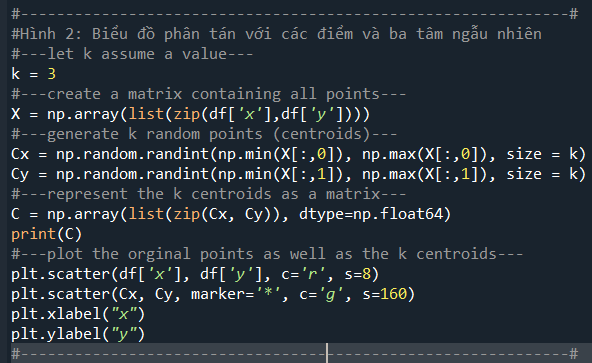 #---------------------------------------------------------#
#Hình 2: Biểu đồ phân tán với các điểm và ba tâm ngẫu nhiên
#---let k assume a value---
k = 3
#---create a matrix containing all points---
X = np.array(list(zip(df['x'],df['y'])))
#---generate k random points (centroids)---
Cx = np.random.randint(np.min(X[:,0]), np.max(X[:,0]), size = k)
Cy = np.random.randint(np.min(X[:,1]), np.max(X[:,1]), size = k)
#---represent the k centroids as a matrix---
C = np.array(list(zip(Cx, Cy)), dtype=np.float64)
print(C)
#---plot the orginal points as well as the k centroids---
plt.scatter(df['x'], df['y'], c='r', s=8)
plt.scatter(Cx, Cy, marker='*', c='g', s=160)
plt.xlabel("x")
plt.ylabel("y")
#---------------------------------------------------------#